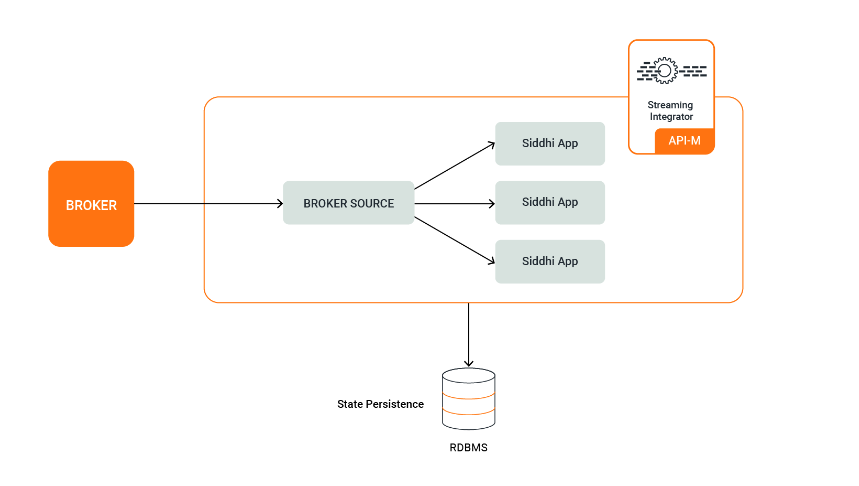 Streaming
Integrator
API-M
Siddhi App
BROKER
BROKER SOURCE
Siddhi App
Siddhi App
State Persistence
RDBMS